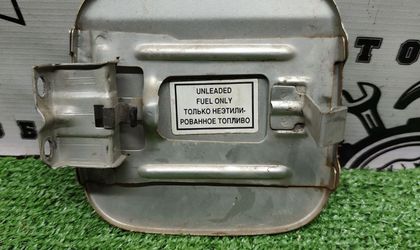 UNLEADED
FUEL ONLY
ТОЛЬКО НЕЭТИЛИ-
РОВАННОЕ ТОПЛИВО